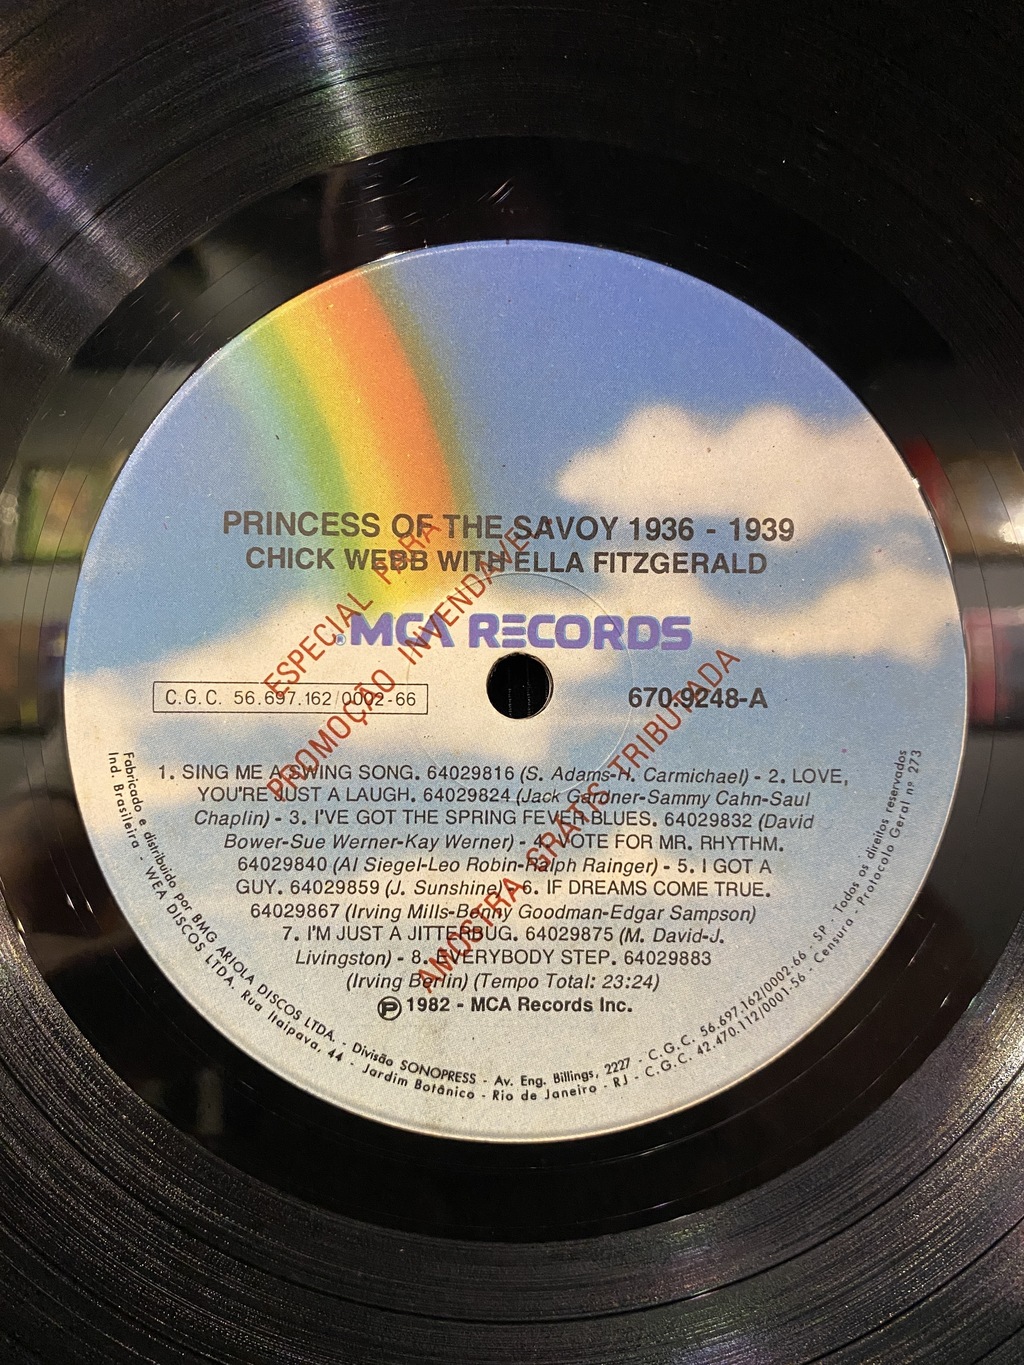 PRINCESS OF THE SAVOY 1936 - 1939
CHICK WEBB WITH ELLA FITZGERALD
®MCA RECORDS
C.G.C. 56.697.162/0002-66
670.9248-A
1. SING ME A SWING SONG. 64029816 (S. Adams-H. Carmichael) - 2. LOVE,
YOU'RE JUST A LAUGH. 64029824 (Jack Gardner-Sammy Cahn-Saul
Chaplin) - 3. I'VE GOT THE SPRING FEVER BLUES. 64029832 (David
Bower-Sue Werner-Kay Werner) - 4. VOTE FOR MR. RHYTHM.
64029840 (Al Siegel-Leo Robin-Ralph Rainger) - 5. I GOT A
GUY. 64029859 (J. Sunshine) - 6. IF DREAMS COME TRUE.
64029867 (Irving Mills-Benny Goodman-Edgar Sampson)
7. I'M JUST A JITTERBUG. 64029875 (M. David-J.
Livingston) - 8. EVERYBODY STEP. 64029883
(Irving Berlin) (Tempo Total: 23:24)
Ⓟ 1982 - MCA Records Inc.
Fabricado e distribuído por BMG ARIOLA DISCOS LTDA. - Divisão SONOPRESS - Av. Eng. Billings, 2227 - C.G.C. 56.697.162/0002-66 - SP - Todos os direitos reservados
Ind. Brasileira - WEA DISCOS LTDA. Rua Itaipava, 44 - Jardim Botânico - Rio de Janeiro - RJ - C.G.C. 42.470.112/0001-56 - Censura - Protocolo Geral nº 273
ESPECIAL PARA
PROMOÇÃO INVENDAVEL
AMOSTRA GRATIS TRIBUTADA